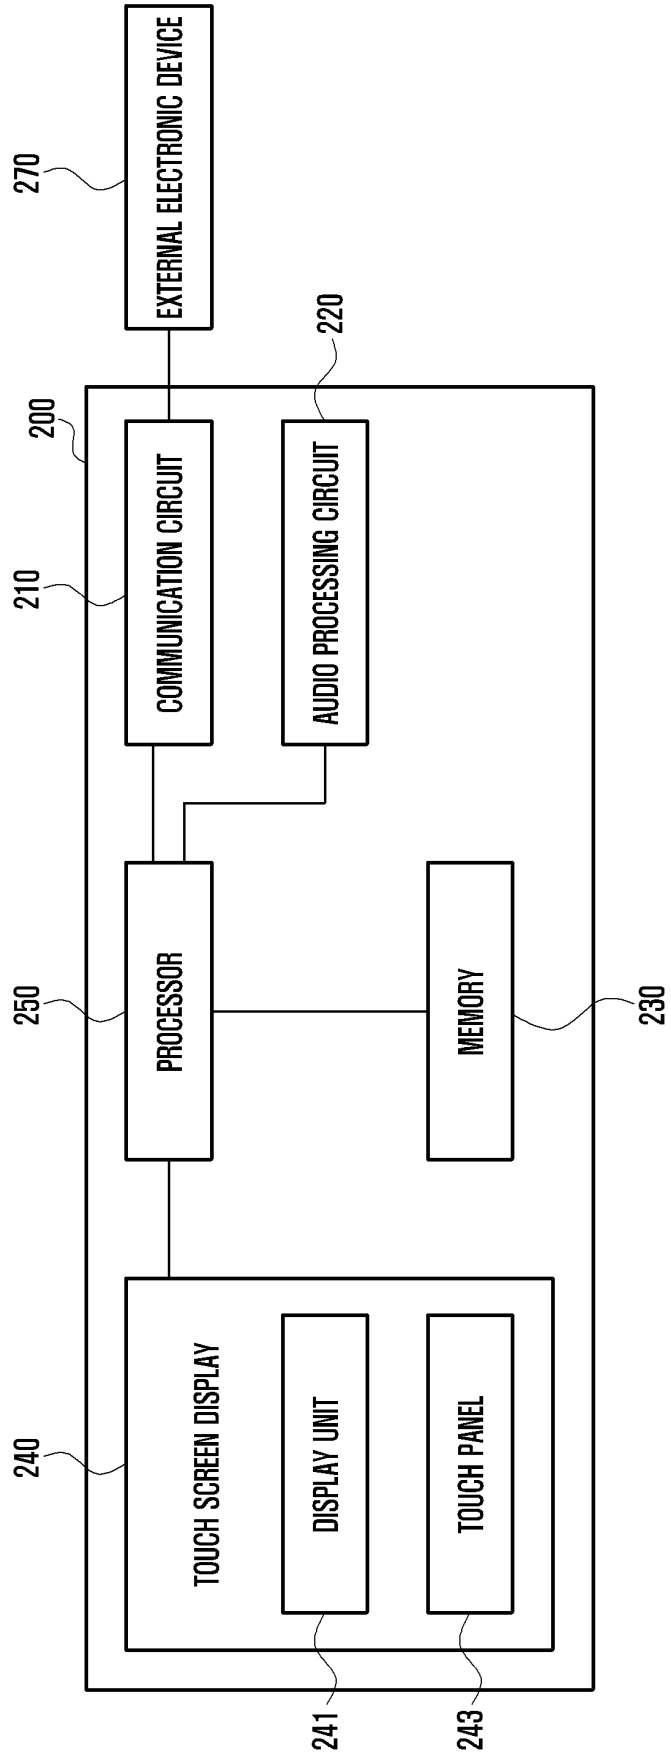 240
250
210
200
270
TOUCH SCREEN DISPLAY
PROCESSOR
COMMUNICATION CIRCUIT
EXTERNAL ELECTRONIC DEVICE
DISPLAY UNIT
AUDIO PROCESSING CIRCUIT
220
TOUCH PANEL
MEMORY
241
243
230